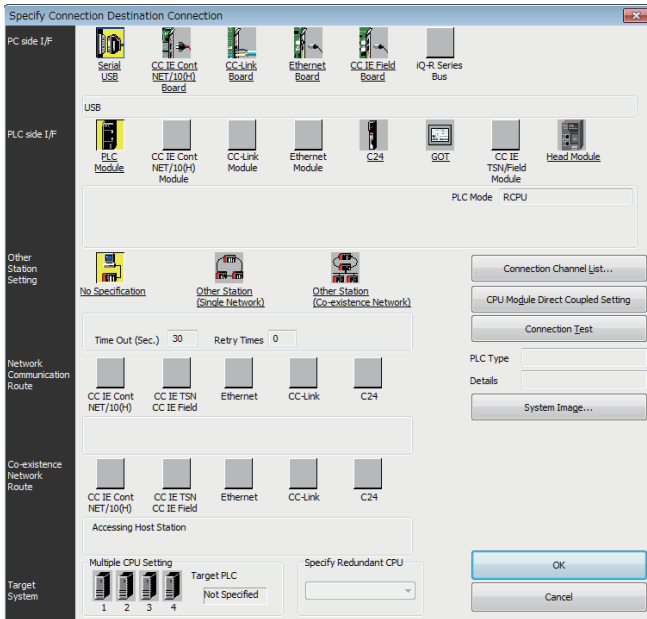 Specify Connection Destination Connection
PC side I/F
Serial
USB
CC IE Cont
NET/10(H)
Board
CC-Link
Board
Ethernet
Board
CC IE Field
Board
iQ-R Series
Bus
USB
PLC side I/F
PLC
Module
CC IE Cont
NET/10(H)
Module
CC-Link
Module
Ethernet
Module
C24
GOT
CC IE
TSN/Field
Module
Head Module
PLC Mode RCPU
Other
Station
Setting
No Specification
Other Station
(Single Network)
Other Station
(Co-existence Network)
Time Out (Sec.) 30 Retry Times 0
Connection Channel List...
CPU Module Direct Coupled Setting
Connection Test
PLC Type
Details
System Image...
Network
Communication
Route
CC IE Cont
NET/10(H)
CC IE TSN
CC IE Field
Ethernet
CC-Link
C24
Co-existence
Network
Route
CC IE Cont
NET/10(H)
CC IE TSN
CC IE Field
Ethernet
CC-Link
C24
Accessing Host Station
Target
System
Multiple CPU Setting
1 2 3 4
Target PLC
Not Specified
Specify Redundant CPU
OK
Cancel